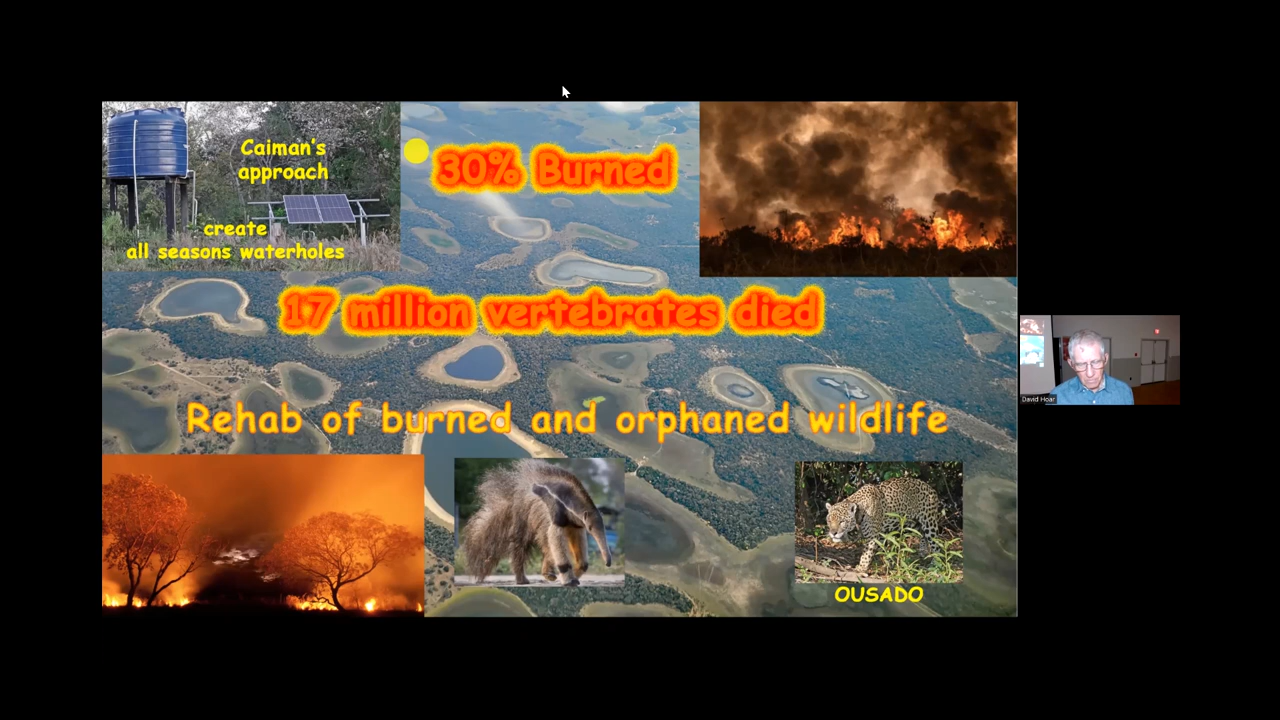 Caiman's
approach
create
all seasons waterholes
30% Burned
17 million vertebrates died
Rehab of burned and orphaned wildlife
OUSADO
David Hoar